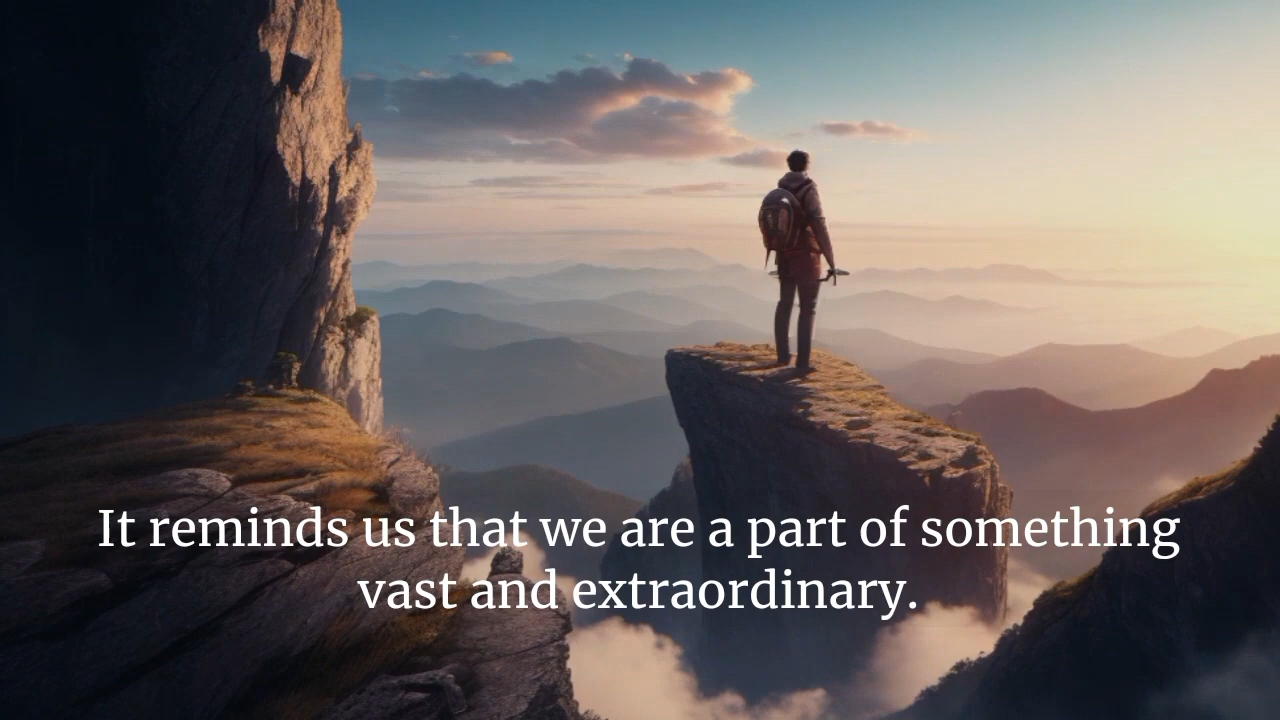 It reminds us that we are a part of something
vast and extraordinary.